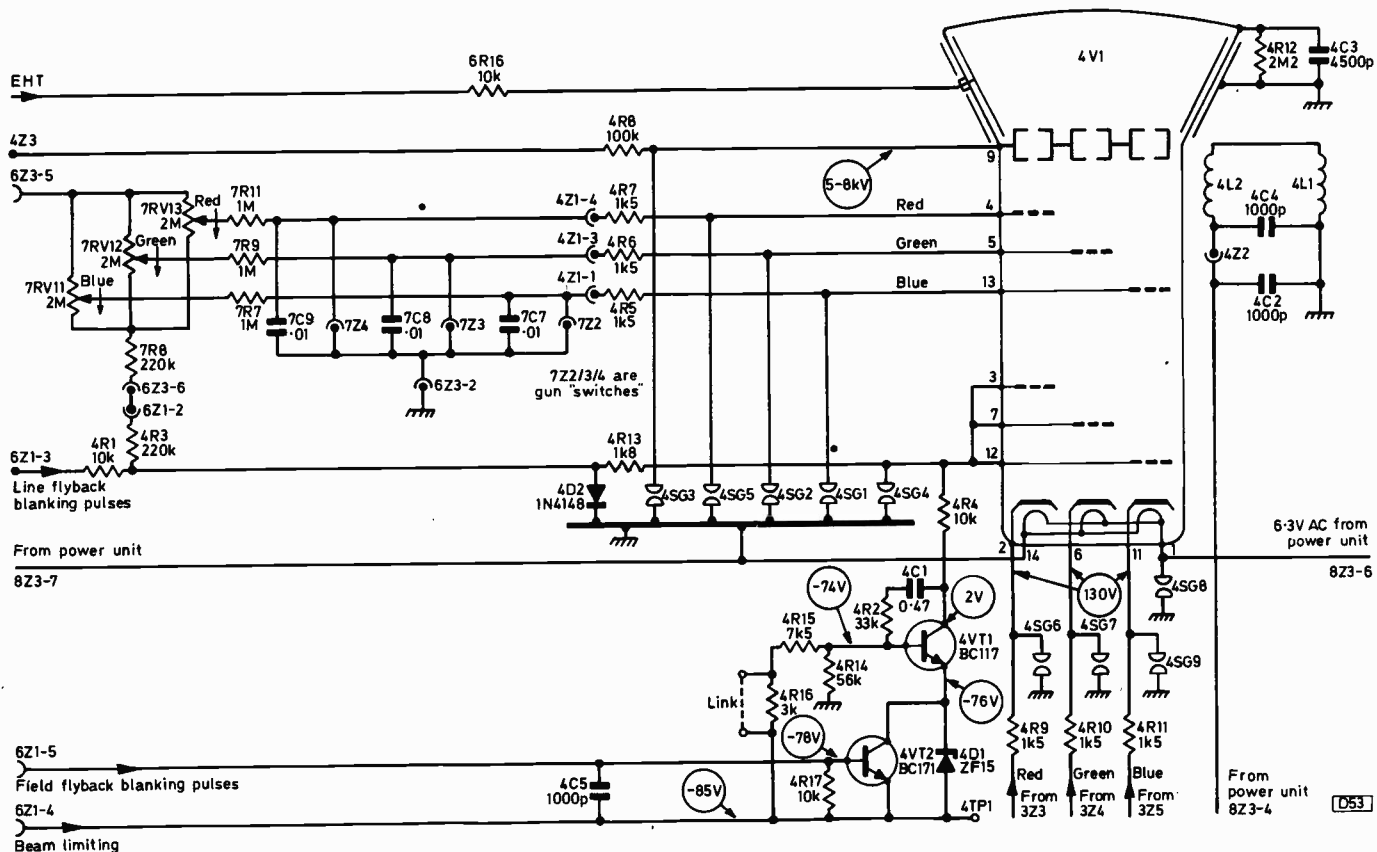 EHT
6R16
10k
4V1
4R12
2M2
4C3
4500p
4Z3
4R8
100k
9
5-8kV
6Z3-5
7RV13
2M
Red
7R11
1M
4Z1-4
4R7
1k5
Red
4
7RV12
2M
Green
7R9
1M
4Z1-3
4R6
1k5
Green
5
7RV11
2M
Blue
7R7
1M
4Z1-1
4R5
1k5
Blue
13
4L2
4C4
1000p
4L1
4Z2
4C2
1000p
7C9
·01
7Z4
7C8
·01
7Z3
7C7
·01
7Z2
7R8
220k
6Z3-6
6Z1-2
4R3
220k
6Z3-2
7Z2/3/4 are
gun "switches"
3
7
12
6Z1-3
4R1
10k
Line flyback
blanking pulses
4R13
1k8
4D2
1N4148
4SG3
4SG5
4SG2
4SG1
4SG4
4R4
10k
From power unit
8Z3-7
2
14
6
11
1
6·3V AC from
power unit
8Z3-6
4SG8
130V
-74V
4C1
0·47
4R2
33k
2V
4VT1
BC117
4R15
7k5
4R14
56k
-76V
Link
4R16
3k
4SG6
4SG7
4SG9
-78V
4VT2
BC171
4D1
ZF15
4R9
1k5
4R10
1k5
4R11
1k5
6Z1-5
Field flyback blanking pulses
4C5
1000p
-85V
4R17
10k
4TP1
6Z1-4
Beam limiting
Red
From
3Z3
Green
From
3Z4
Blue
From
3Z5
From
power unit
8Z3-4
D53